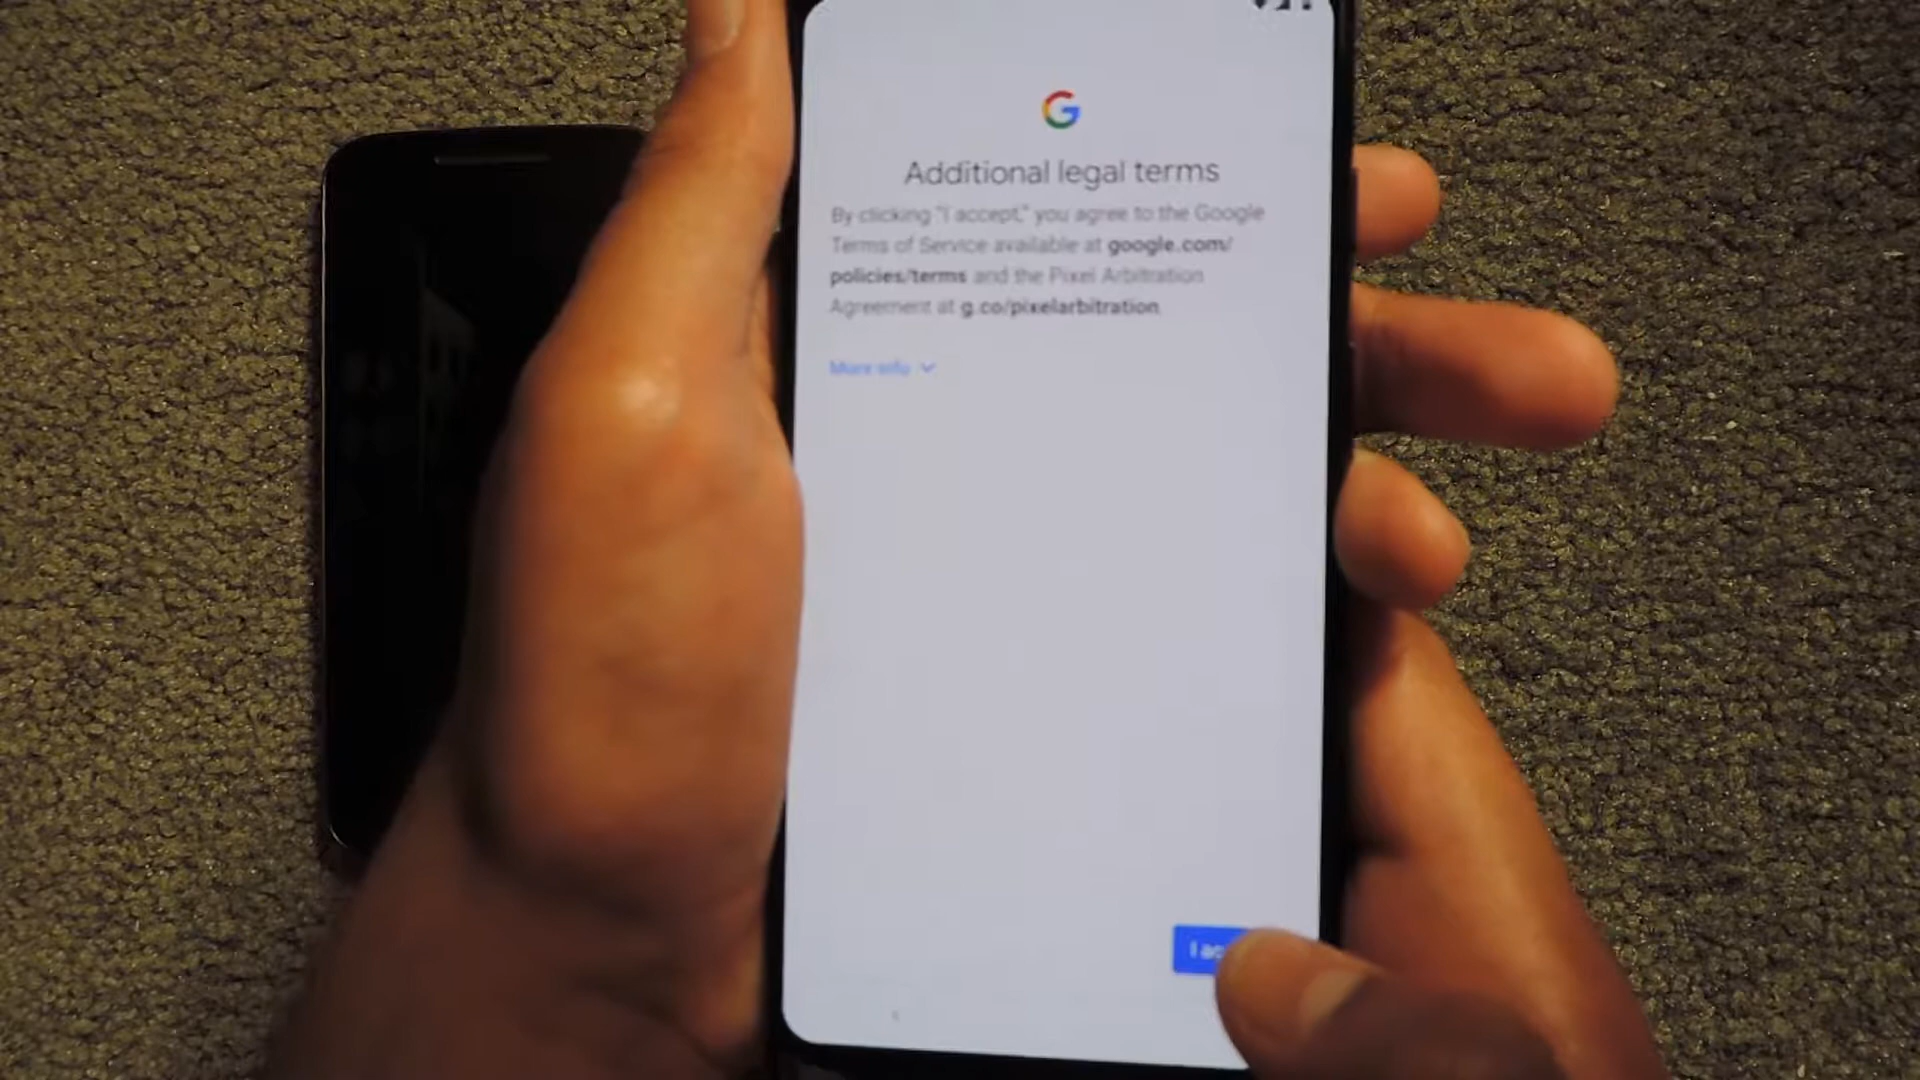 G
Additional legal terms
By clicking "I accept," you agree to the Google
Terms of Service available at google.com/
policies/terms and the Pixel Arbitration
Agreement at g.co/pixelarbitration.
More info
I